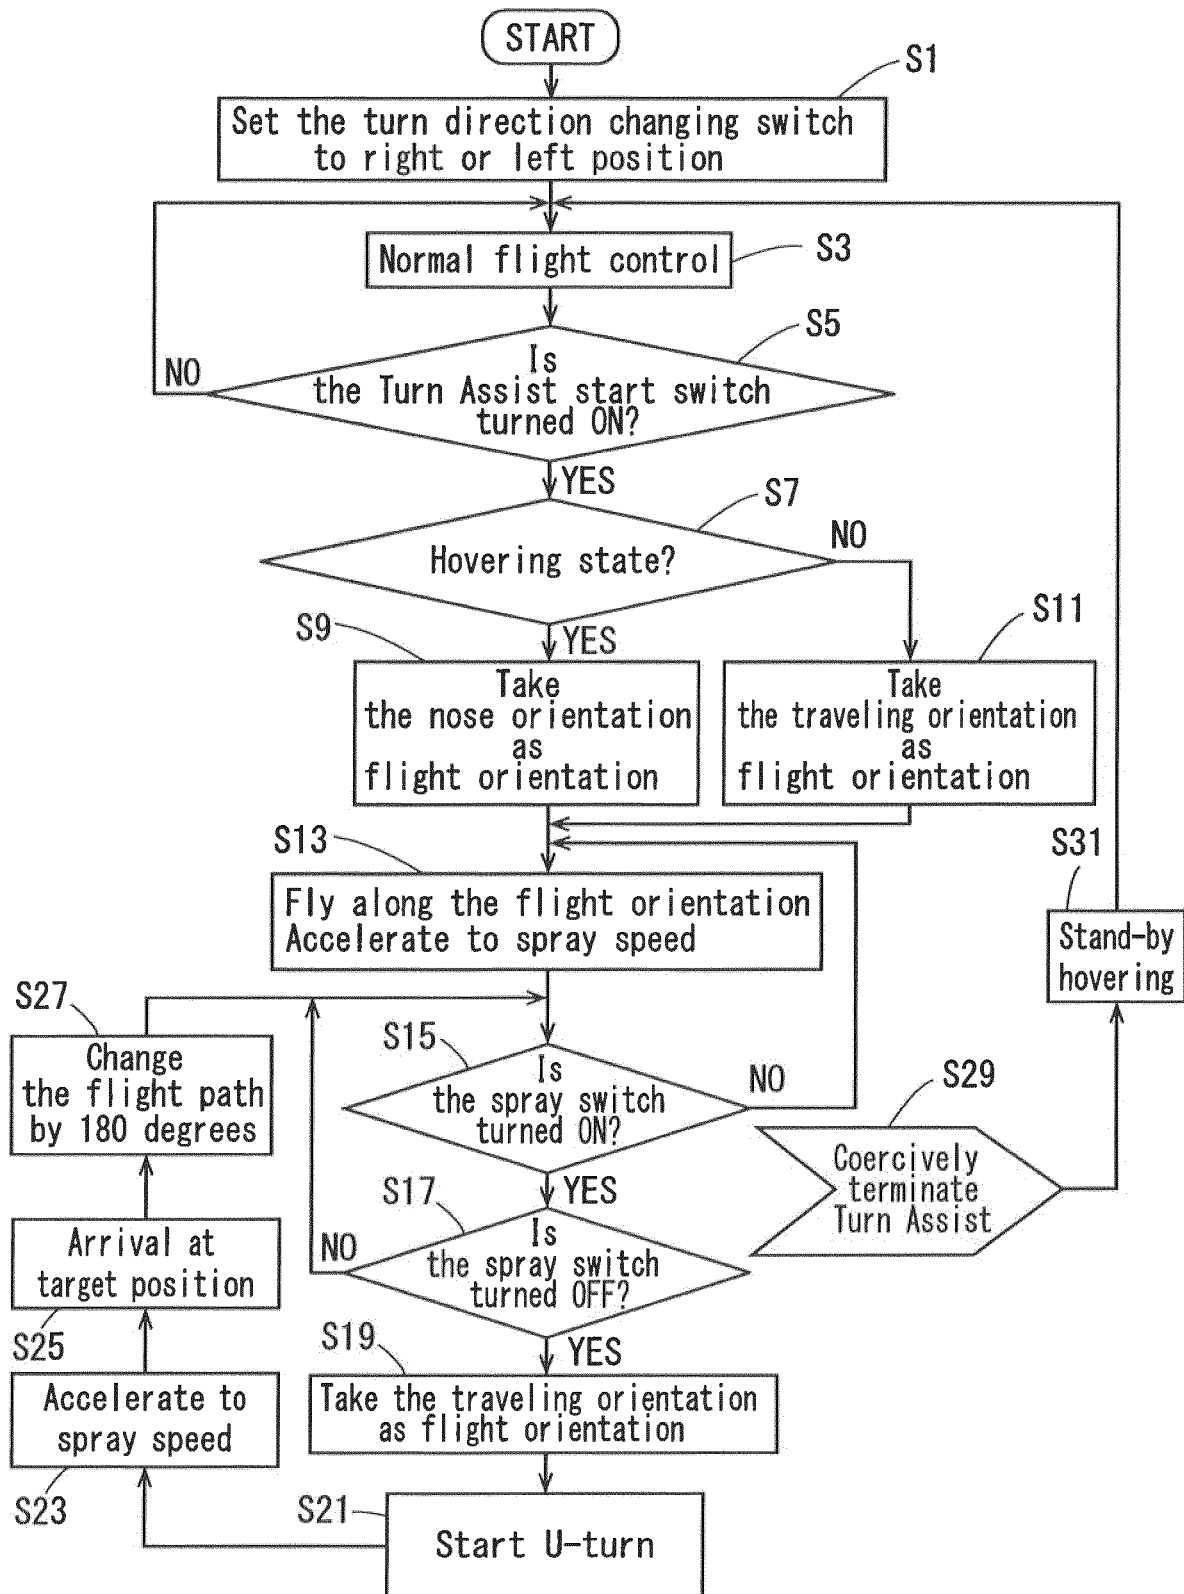 START
S1
Set the turn direction changing switch
to right or left position
Normal flight control
S3
S5
Is
the Turn Assist start switch
turned ON?
NO
YES
S7
Hovering state?
NO
YES
S9
Take
the nose orientation
as
flight orientation
S11
Take
the traveling orientation
as
flight orientation
S13
Fly along the flight orientation
Accelerate to spray speed
S31
Stand-by
hovering
S27
Change
the flight path
by 180 degrees
S15
Is
the spray switch
turned ON?
NO
YES
S29
Coercively
terminate
Turn Assist
S17
Is
the spray switch
turned OFF?
NO
YES
Arrival at
target position
S25
S19
Take the traveling orientation
as flight orientation
Accelerate to
spray speed
S23
S21
Start U-turn